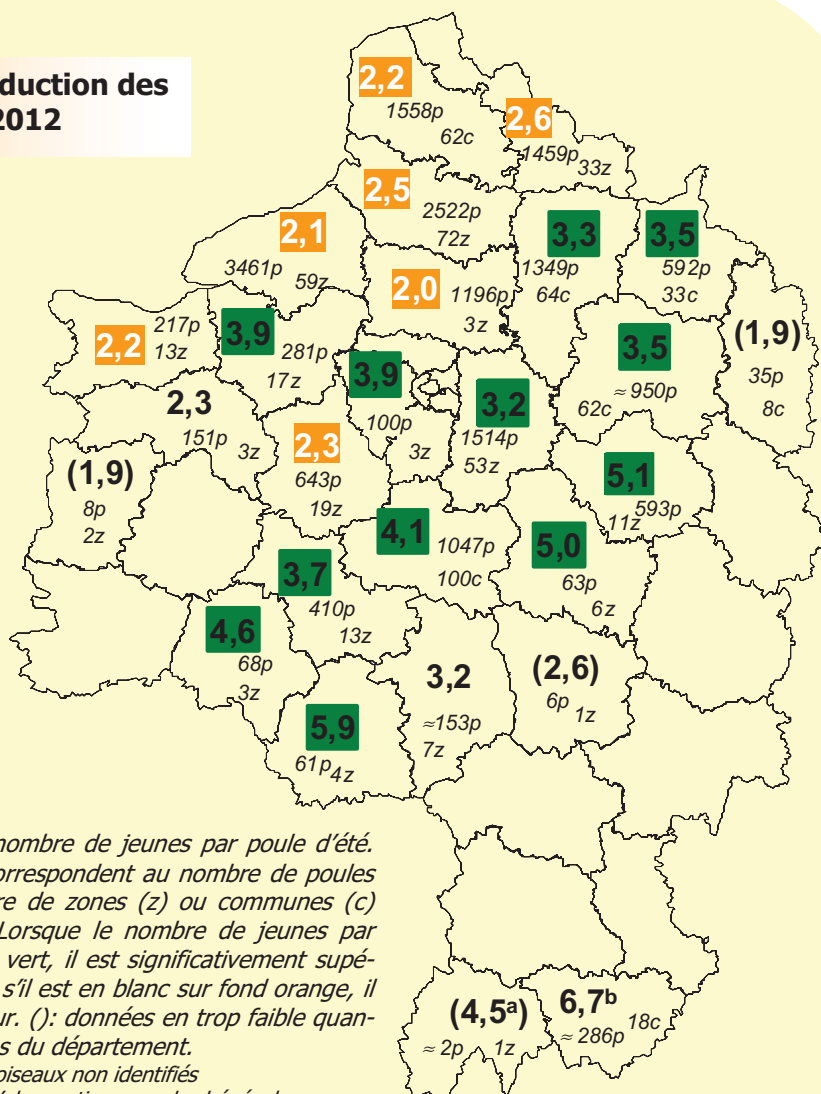 duction des
2012
2,2
1558p
62c
2,6
1459p 33z
2,5
2522p
72z
2,1
3461p 59z
3,3
1349p
64c
3,5
592p
33c
2,0 1196p
3z
2,2 217p
13z
3,9 281p
17z
3,9
100p
3z
3,2
1514p
53z
3,5
≈950p
62c
(1,9)
35p
8c
2,3
151p 3z
2,3
643p
19z
(1,9)
8p
2z
5,1
593p
11z
4,1 1047p
100c
5,0
63p
6z
3,7
410p
13z
4,6
68p
3z
3,2
≈153p
7z
(2,6)
6p 1z
5,9
61p 4z
nombre de jeunes par poule d'été.
orrespondent au nombre de poules
re de zones (z) ou communes (c)
Lorsque le nombre de jeunes par
vert, il est significativement supé-
s'il est en blanc sur fond orange, il
ur. (): données en trop faible quan-
s du département.
oiseaux non identifiés
(4,5ᵃ)
≈2p 1z
6,7ᵇ
≈286p 18c